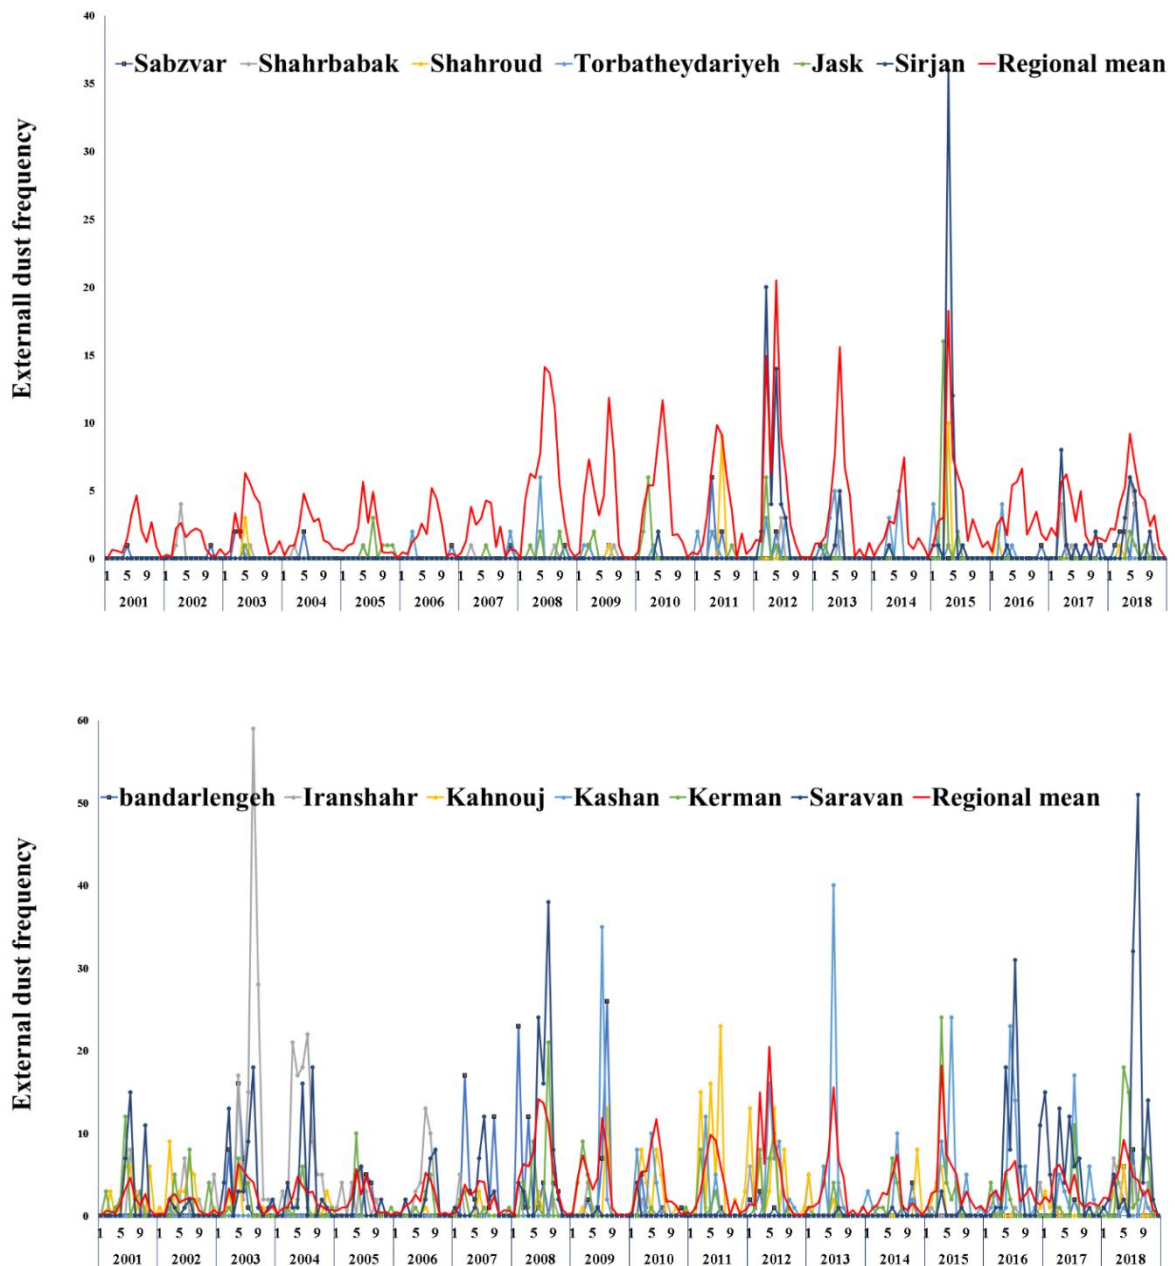 40
Sabzvar Shahrbabak Shahroud Torbatheydariyeh Jask Sirjan Regional mean
35
30
25
20
15
10
5
0
Externall dust frequency
1 5 9 1 5 9 1 5 9 1 5 9 1 5 9 1 5 9 1 5 9 1 5 9 1 5 9 1 5 9 1 5 9 1 5 9 1 5 9 1 5 9 1 5 9 1 5 9 1 5 9 1 5 9
2001 2002 2003 2004 2005 2006 2007 2008 2009 2010 2011 2012 2013 2014 2015 2016 2017 2018
60
bandarlengeh Iranshahr Kahnouj Kashan Kerman Saravan Regional mean
50
40
30
20
10
0
External dust frequency
1 5 9 1 5 9 1 5 9 1 5 9 1 5 9 1 5 9 1 5 9 1 5 9 1 5 9 1 5 9 1 5 9 1 5 9 1 5 9 1 5 9 1 5 9 1 5 9 1 5 9 1 5 9
2001 2002 2003 2004 2005 2006 2007 2008 2009 2010 2011 2012 2013 2014 2015 2016 2017 2018